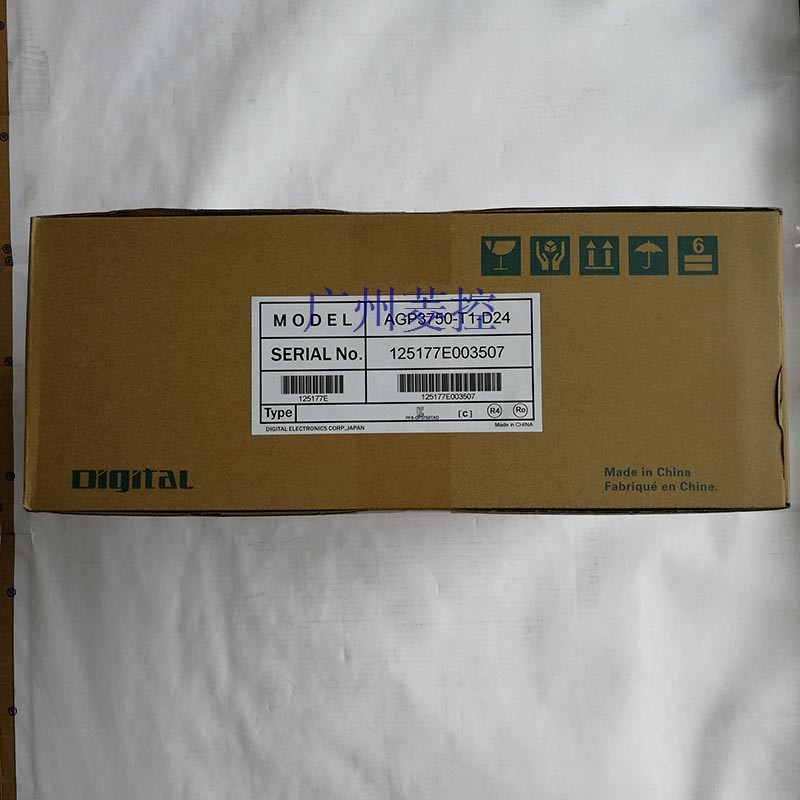 6
广州菱控
MODEL AGP3750-T1-D24
SERIAL No. 125177E003507
125177E 125177E003507
Type [C] R4 Ro
DIGITAL ELECTRONICS CORP.,JAPAN Made in CHINA
Digital
Made in China
Fabriqué en Chine.